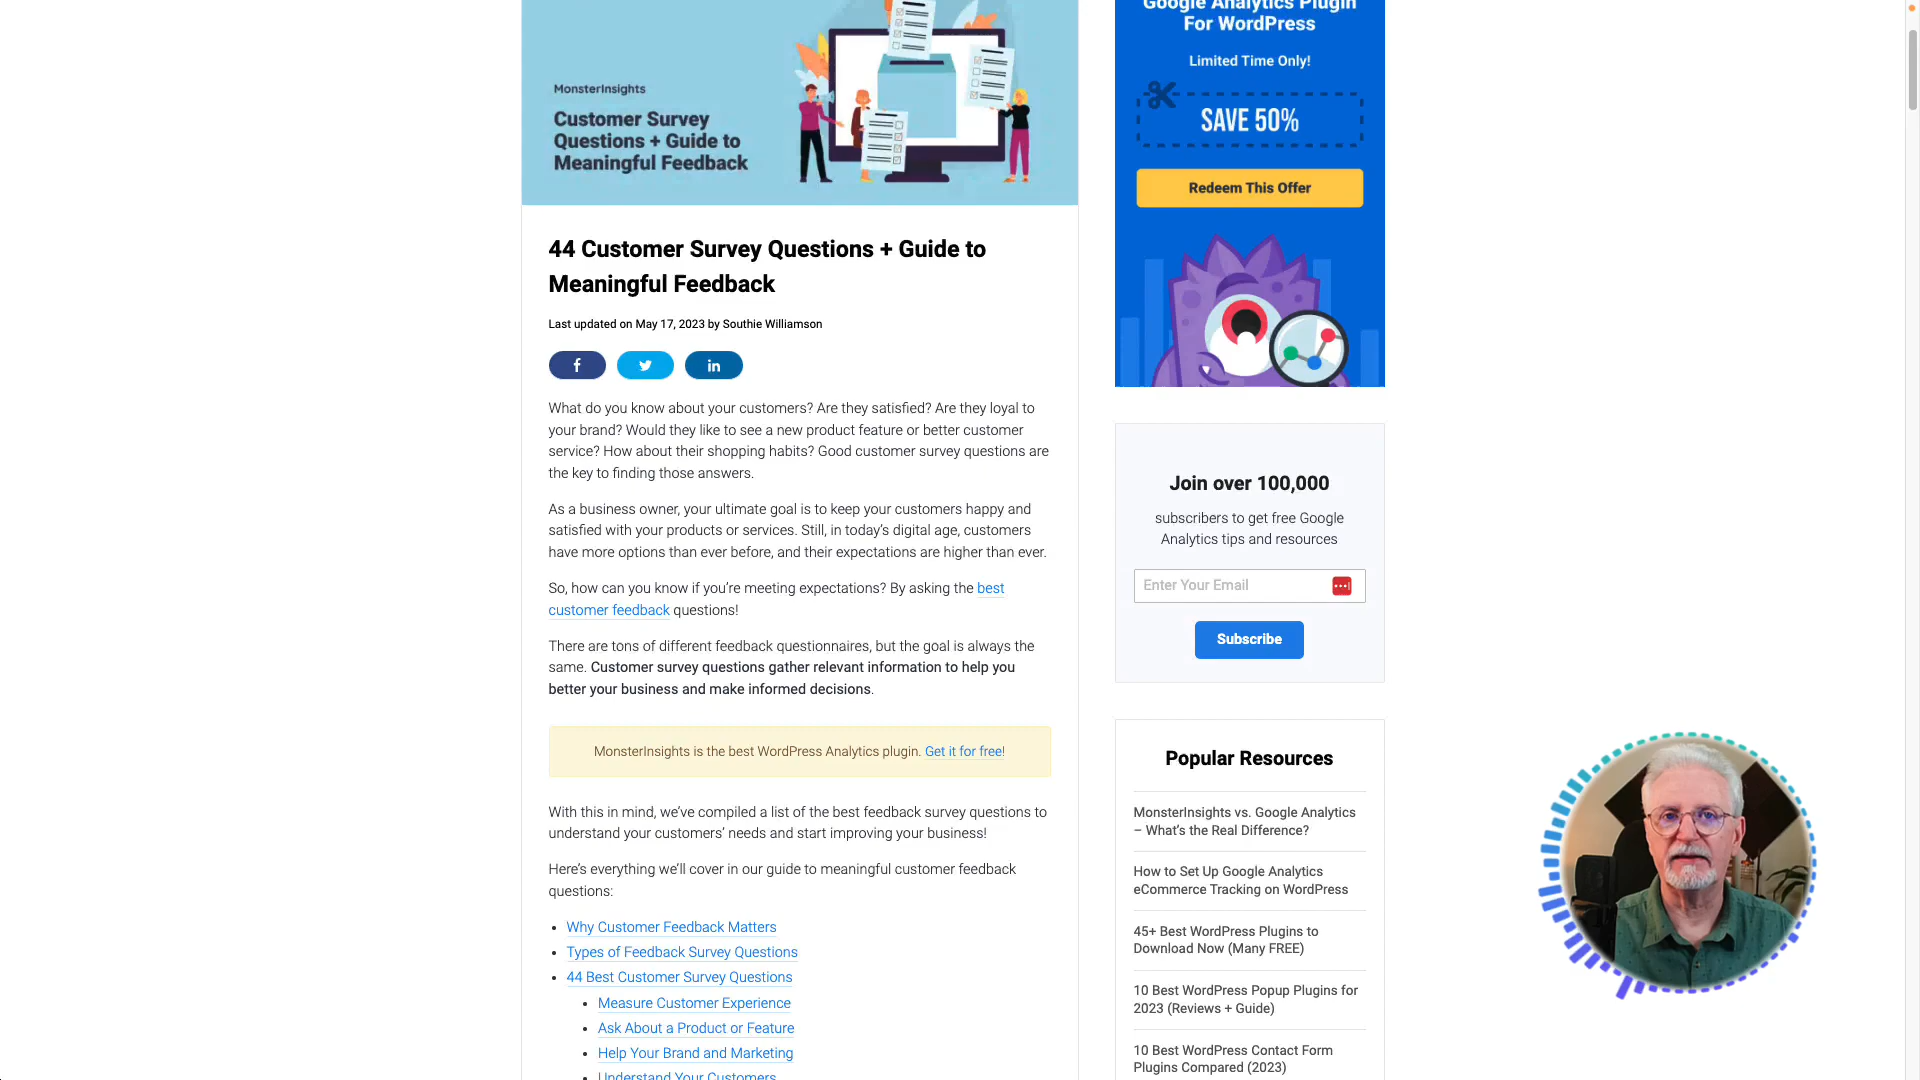 MonsterInsights
Customer Survey
Questions + Guide to
Meaningful Feedback
44 Customer Survey Questions + Guide to
Meaningful Feedback
Last updated on May 17, 2023 by Southie Williamson
What do you know about your customers? Are they satisfied? Are they loyal to
your brand? Would they like to see a new product feature or better customer
service? How about their shopping habits? Good customer survey questions are
the key to finding those answers.
As a business owner, your ultimate goal is to keep your customers happy and
satisfied with your products or services. Still, in today’s digital age, customers
have more options than ever before, and their expectations are higher than ever.
So, how can you know if you’re meeting expectations? By asking the best
customer feedback questions!
There are tons of different feedback questionnaires, but the goal is always the
same. Customer survey questions gather relevant information to help you
better your business and make informed decisions.
MonsterInsights is the best WordPress Analytics plugin. Get it for free!
With this in mind, we’ve compiled a list of the best feedback survey questions to
understand your customers’ needs and start improving your business!
Here’s everything we’ll cover in our guide to meaningful customer feedback
questions:
Why Customer Feedback Matters
Types of Feedback Survey Questions
44 Best Customer Survey Questions
Measure Customer Experience
Ask About a Product or Feature
Help Your Brand and Marketing
Understand Your Customers
Google Analytics Plugin
For WordPress
Limited Time Only!
SAVE 50%
Redeem This Offer
Join over 100,000
subscribers to get free Google
Analytics tips and resources
Enter Your Email
Subscribe
Popular Resources
MonsterInsights vs. Google Analytics
– What’s the Real Difference?
How to Set Up Google Analytics
eCommerce Tracking on WordPress
45+ Best WordPress Plugins to
Download Now (Many FREE)
10 Best WordPress Popup Plugins for
2023 (Reviews + Guide)
10 Best WordPress Contact Form
Plugins Compared (2023)